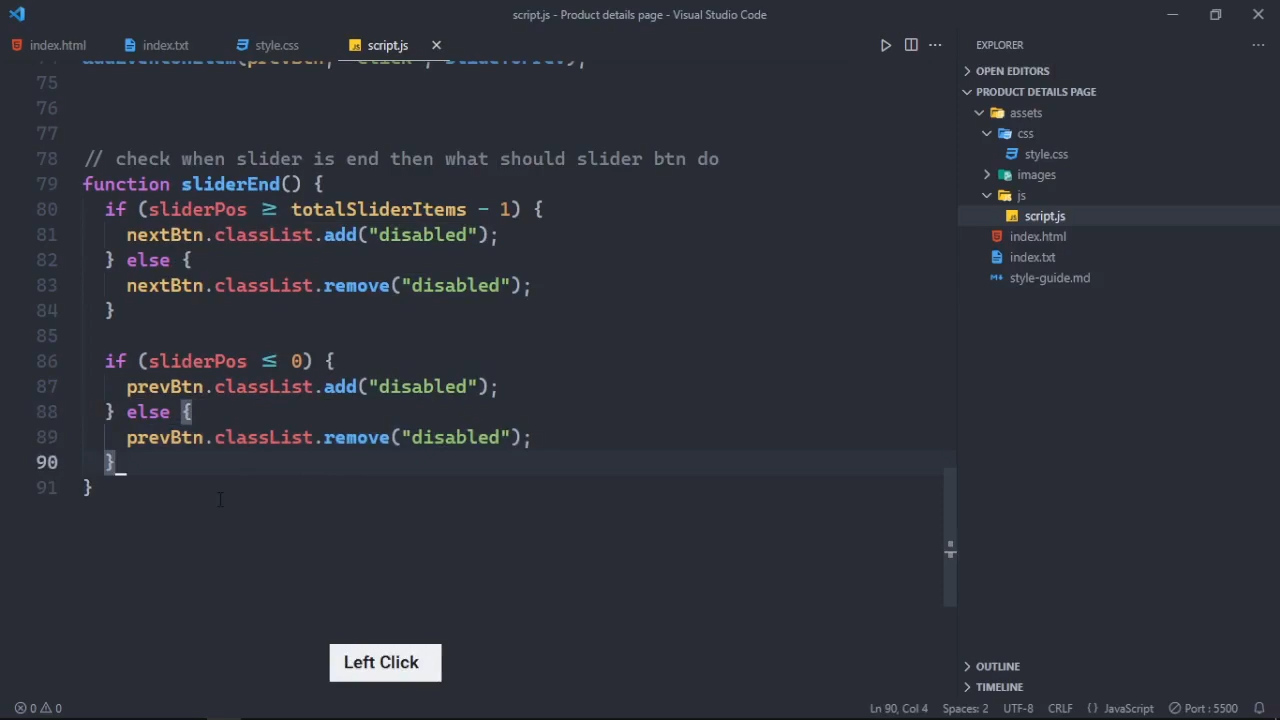 script.js - Product details page - Visual Studio Code
index.html
index.txt
style.css
script.js
EXPLORER
OPEN EDITORS
PRODUCT DETAILS PAGE
assets
css
style.css
images
js
script.js
index.html
index.txt
style-guide.md
75
76
77
78 // check when slider is end then what should slider btn do
79 function sliderEnd() {
80 if (sliderPos ≥ totalSliderItems - 1) {
81 nextBtn.classList.add("disabled");
82 } else {
83 nextBtn.classList.remove("disabled");
84 }
85
86 if (sliderPos ≤ 0) {
87 prevBtn.classList.add("disabled");
88 } else {
89 prevBtn.classList.remove("disabled");
90 }
91 }
Left Click
OUTLINE
TIMELINE
0 0 Ln 90, Col 4 Spaces: 2 UTF-8 CRLF {} JavaScript Port : 5500